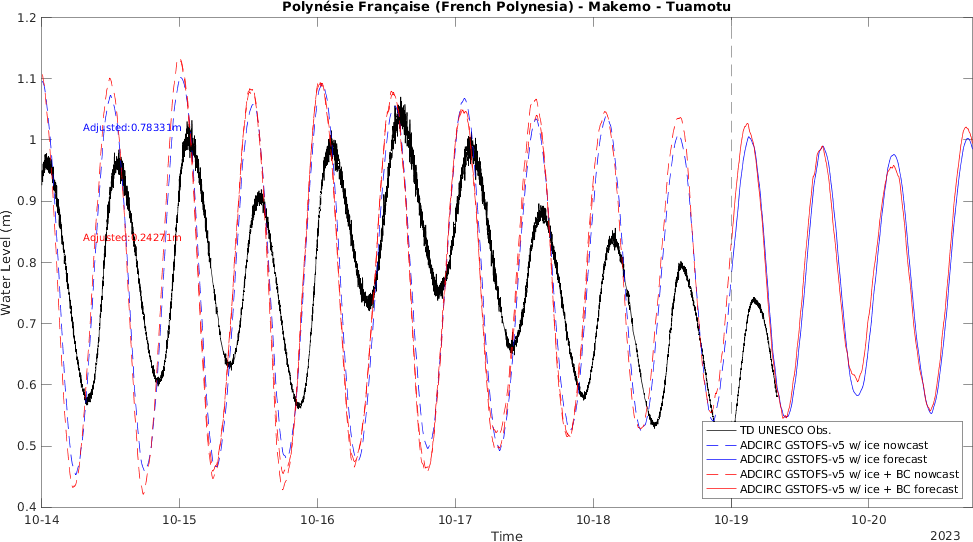 Polynésie Française (French Polynesia) - Makemo - Tuamotu
1.2
1.1
1
0.9
0.8
0.7
0.6
0.5
0.4
Water Level (m)
Adjusted:0.78331m
Adjusted:0.24271m
TD UNESCO Obs.
ADCIRC GSTOFS-v5 w/ ice nowcast
ADCIRC GSTOFS-v5 w/ ice forecast
ADCIRC GSTOFS-v5 w/ ice + BC nowcast
ADCIRC GSTOFS-v5 w/ ice + BC forecast
10-14 10-15 10-16 10-17 10-18 10-19 10-20
Time
2023